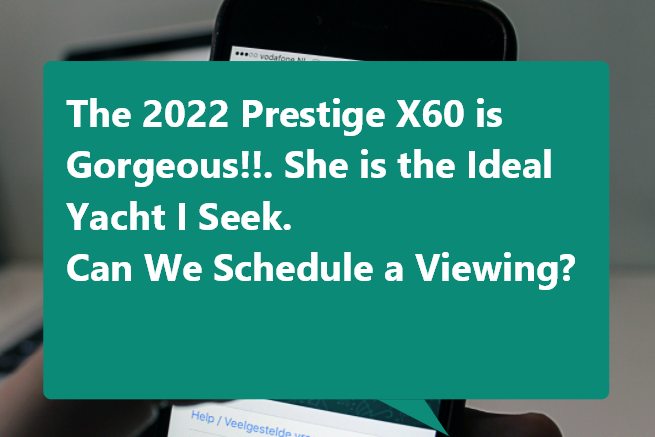 vodafone NL
The 2022 Prestige X60 is
Gorgeous!!. She is the Ideal
Yacht I Seek.
Can We Schedule a Viewing?
Help / Veelgestelde